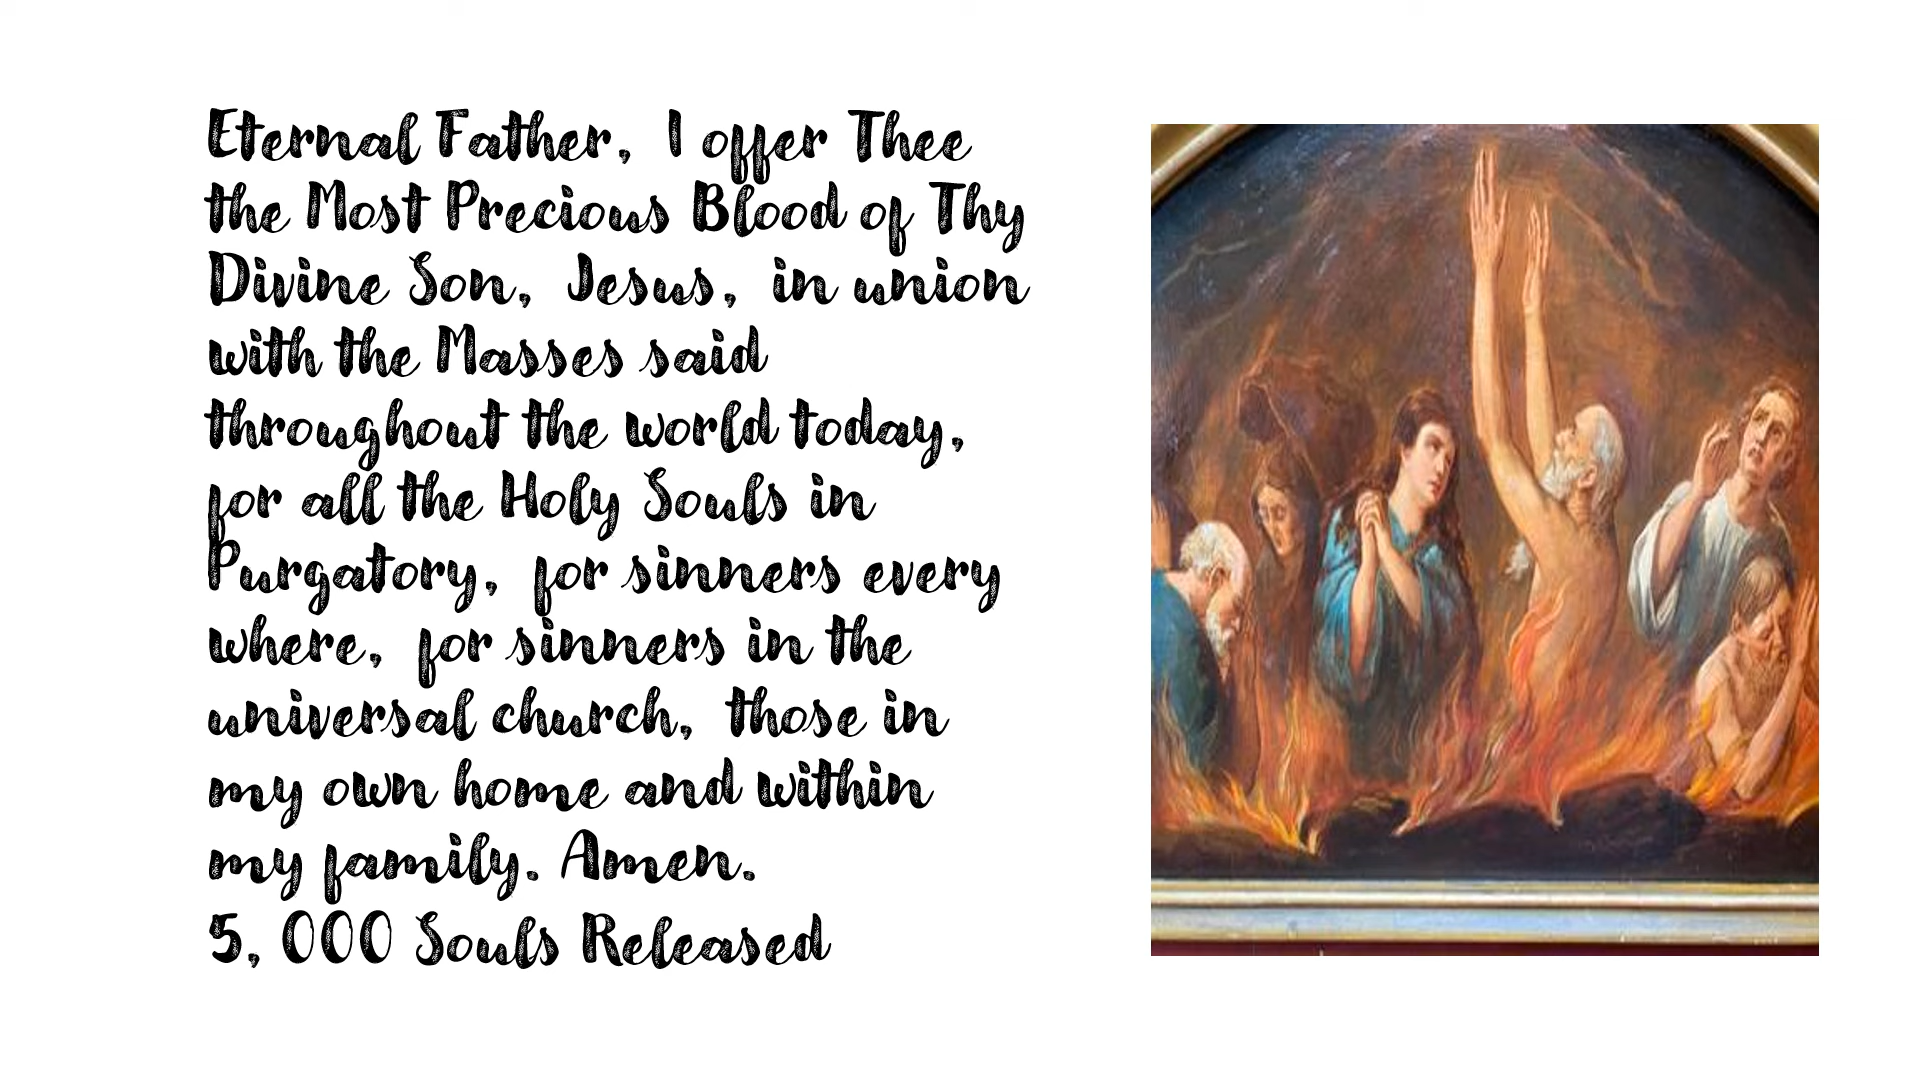 Eternal Father, I offer Thee
the Most Precious Blood of Thy
Divine Son, Jesus, in union
with the Masses said
throughout the world today,
for all the Holy Souls in
Purgatory, for sinners every
where, for sinners in the
universal church, those in
my own home and within
my family. Amen.
5, 000 Souls Released